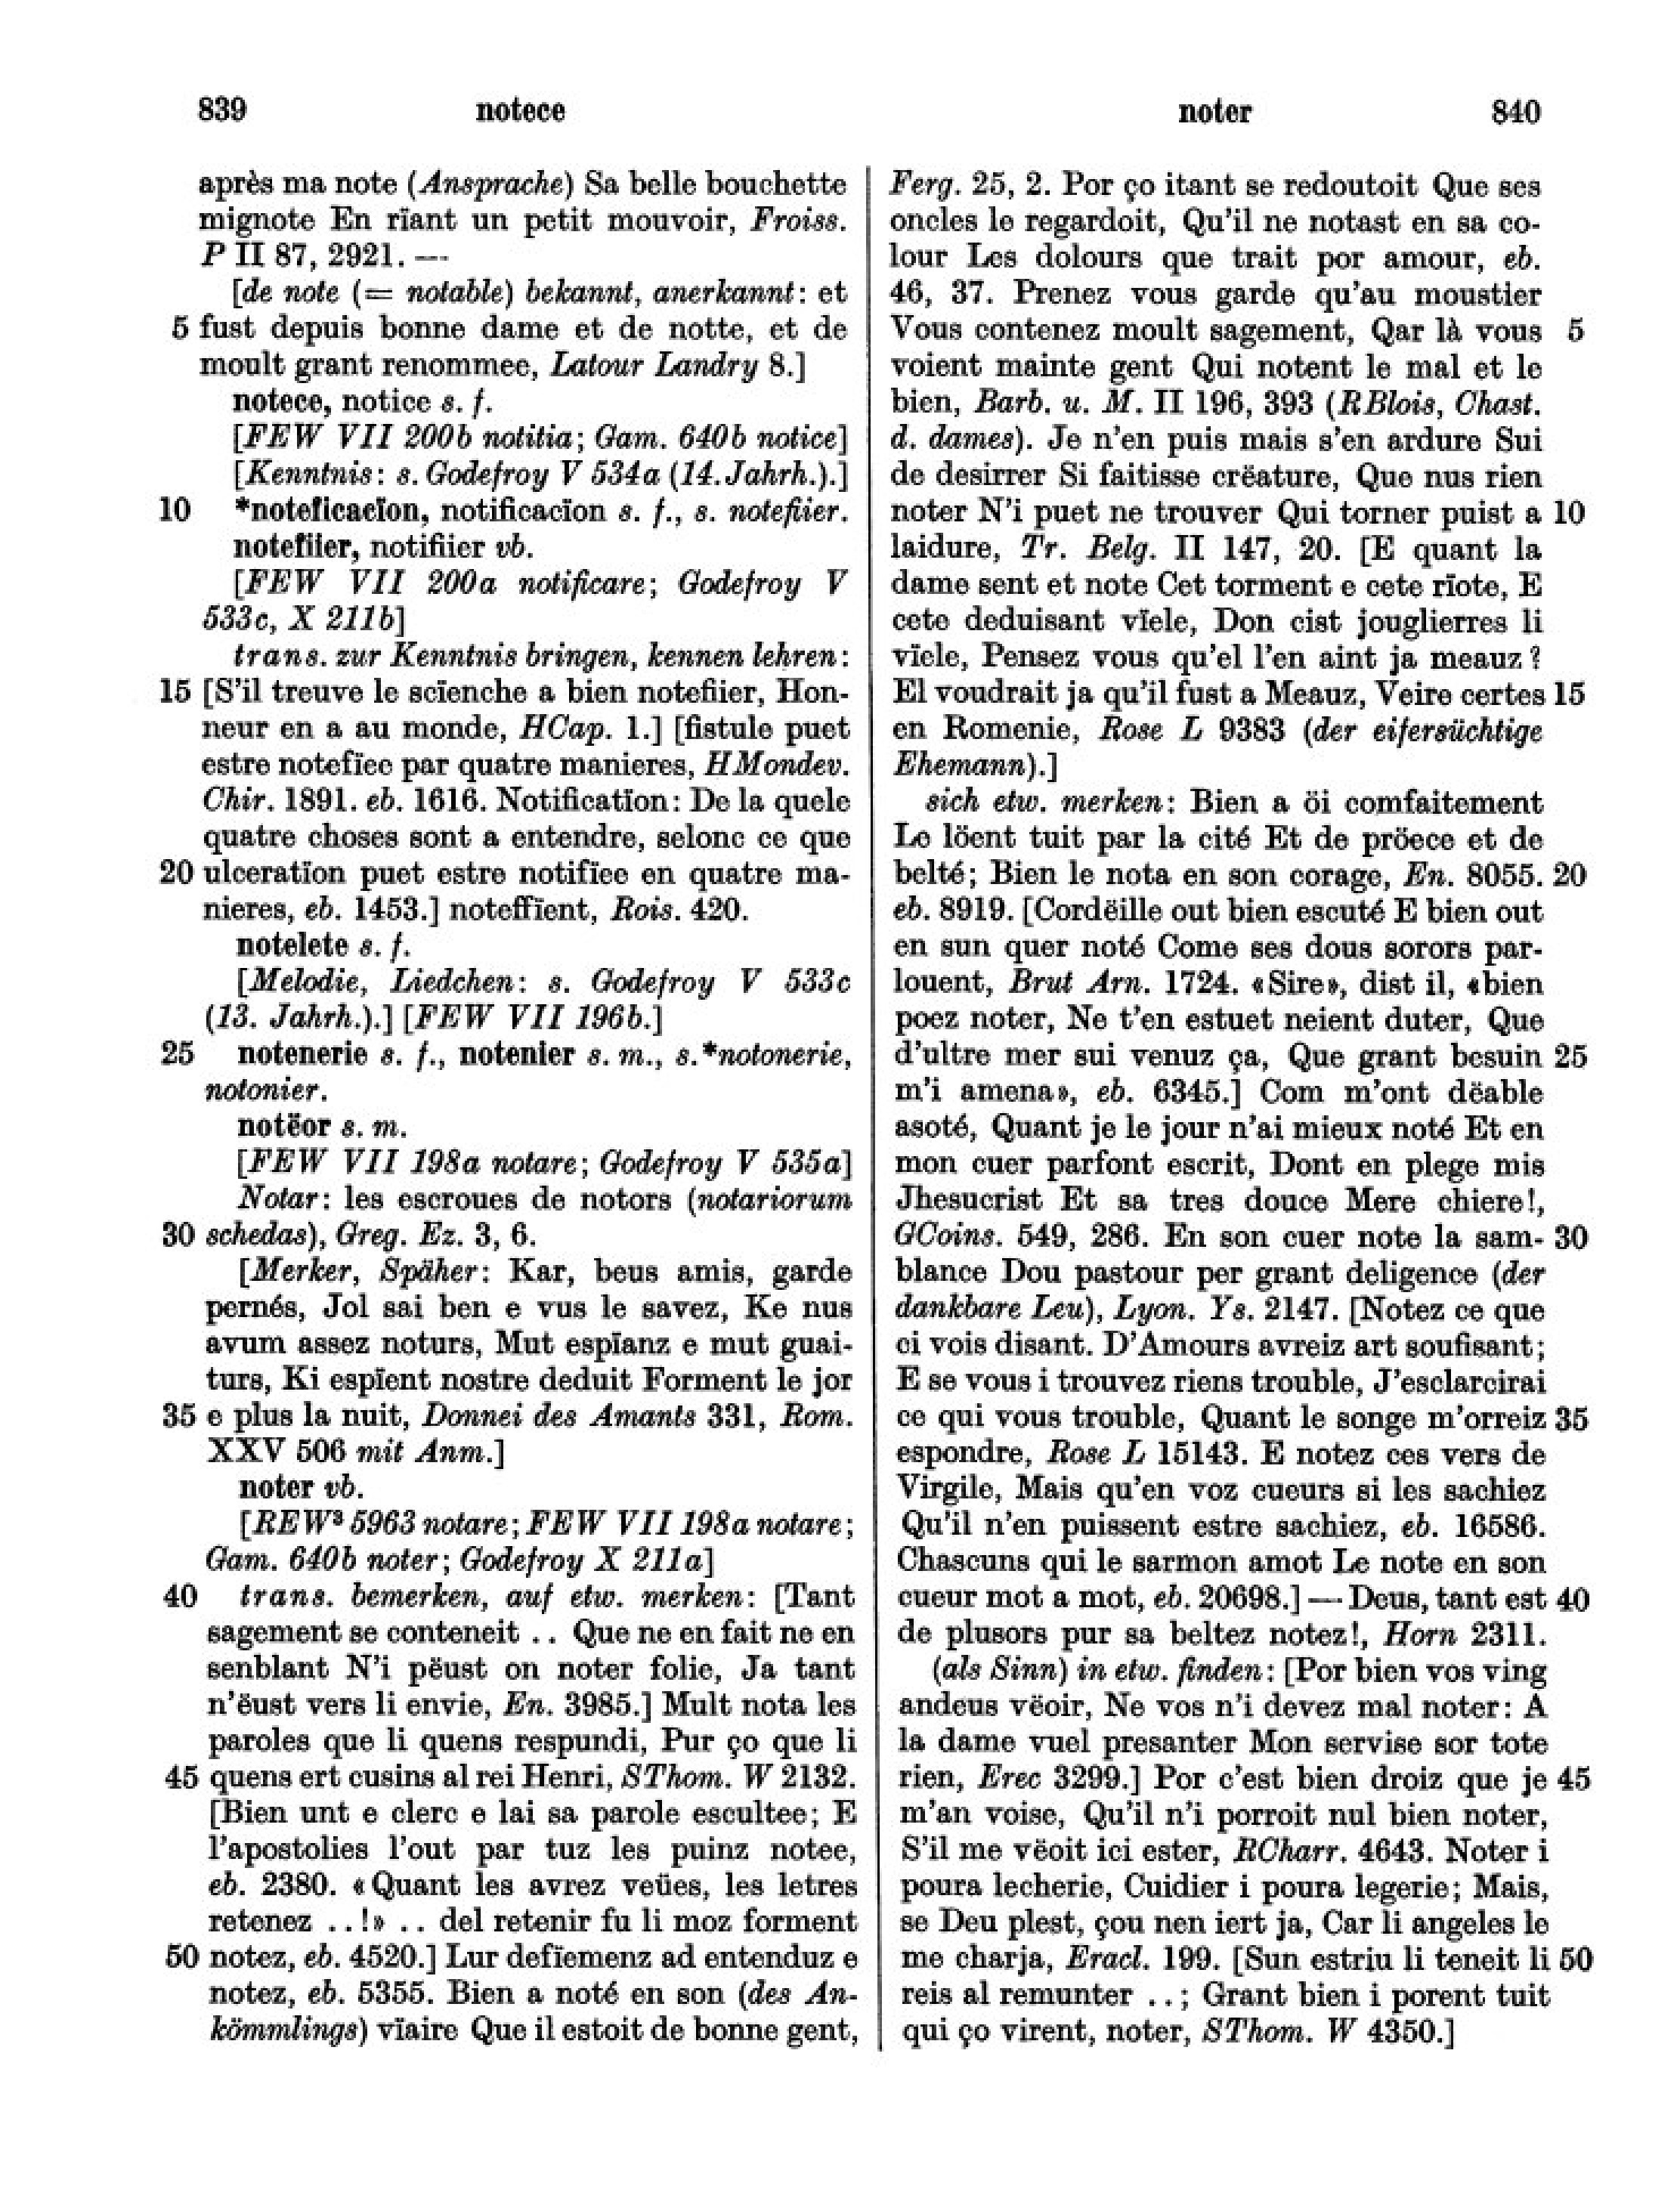 839 notece
après ma note (Ansprache) Sa belle bouchette
mignote En rïant un petit mouvoir, Froiss.
P II 87, 2921. —
[de note (= notable) bekannt, anerkannt: et
5 fust depuis bonne dame et de notte, et de
moult grant renommee, Latour Landry 8.]
notece, notice s. f.
[FEW VII 200b notitia; Gam. 640b notice]
[Kenntnis: s. Godefroy V 534a (14. Jahrh.).]
10 *noteficacïon, notificacïon s. f., s. notefiier.
notefiier, notifiier vb.
[FEW VII 200a notificare; Godefroy V
533c, X 211b]
trans. zur Kenntnis bringen, kennen lehren:
15 [S'il treuve le scïenche a bien notefiier, Hon-
neur en a au monde, HCap. 1.] [fistule puet
estre notefïee par quatre manieres, HMondev.
Chir. 1891. eb. 1616. Notificatïon: De la quele
quatre choses sont a entendre, selonc ce que
20 ulceratïon puet estre notifïee en quatre ma-
nieres, eb. 1453.] noteffïent, Rois. 420.
notelete s. f.
[Melodie, Liedchen: s. Godefroy V 533c
(13. Jahrh.).] [FEW VII 196b.]
25 notenerie s. f., notenier s. m., s. *notonerie,
notonier.
notëor s. m.
[FEW VII 198a notare; Godefroy V 535a]
Notar: les escroues de notors (notariorum
30 schedas), Greg. Ez. 3, 6.
[Merker, Späher: Kar, beus amis, garde
pernés, Jol sai ben e vus le savez, Ke nus
avum assez noturs, Mut espïanz e mut guai-
turs, Ki espïent nostre deduit Forment le jor
35 e plus la nuit, Donnei des Amants 331, Rom.
XXV 506 mit Anm.]
noter vb.
[REW³ 5963 notare; FEW VII 198a notare;
Gam. 640b noter; Godefroy X 211a]
40 trans. bemerken, auf etw. merken: [Tant
sagement se conteneit .. Que ne en fait ne en
senblant N'i pëust on noter folie, Ja tant
n'ëust vers li envie, En. 3985.] Mult nota les
paroles que li quens respundi, Pur ço que li
45 quens ert cusins al rei Henri, SThom. W 2132.
[Bien unt e clerc e lai sa parole escultee; E
l'apostolies l'out par tuz les puinz notee,
eb. 2380. «Quant les avrez veües, les letres
retenez ..!» .. del retenir fu li moz forment
50 notez, eb. 4520.] Lur defïemenz ad entenduz e
notez, eb. 5355. Bien a noté en son (des An-
kömmlings) vïaire Que il estoit de bonne gent,
noter 840
Ferg. 25, 2. Por ço itant se redoutoit Que ses
oncles le regardoit, Qu'il ne notast en sa co-
lour Les dolours que trait por amour, eb.
46, 37. Prenez vous garde qu'au moustier
Vous contenez moult sagement, Qar là vous 5
voient mainte gent Qui notent le mal et le
bien, Barb. u. M. II 196, 393 (RBlois, Chast.
d. dames). Je n'en puis mais s'en ardure Sui
de desirrer Si faitisse crëature, Que nus rien
noter N'i puet ne trouver Qui torner puist a 10
laidure, Tr. Belg. II 147, 20. [E quant la
dame sent et note Cet torment e cete rïote, E
cete deduisant vïele, Don cist jouglierres li
vïele, Pensez vous qu'el l'en aint ja meauz?
El voudrait ja qu'il fust a Meauz, Veire certes 15
en Romenie, Rose L 9383 (der eifersüchtige
Ehemann).]
sich etw. merken: Bien a öi comfaitement
Lo löent tuit par la cité Et de pröece et de
belté; Bien le nota en son corage, En. 8055. 20
eb. 8919. [Cordëille out bien escuté E bien out
en sun quer noté Come ses dous sorors par-
louent, Brut Arn. 1724. «Sire», dist il, «bien
poez noter, Ne t'en estuet neient duter, Que
d'ultre mer sui venuz ça, Que grant besuin 25
m'i amena», eb. 6345.] Com m'ont dëable
asoté, Quant je le jour n'ai mieux noté Et en
mon cuer parfont escrit, Dont en plege mis
Jhesucrist Et sa tres douce Mere chiere!,
GCoins. 549, 286. En son cuer note la sam- 30
blance Dou pastour per grant deligence (der
dankbare Leu), Lyon. Ys. 2147. [Notez ce que
ci vois disant. D'Amours avreiz art soufisant;
E se vous i trouvez riens trouble, J'esclarcirai
ce qui vous trouble, Quant le songe m'orreiz 35
espondre, Rose L 15143. E notez ces vers de
Virgile, Mais qu'en voz cueurs si les sachiez
Qu'il n'en puissent estre sachiez, eb. 16586.
Chascuns qui le sarmon amot Le note en son
cueur mot a mot, eb. 20698.] — Deus, tant est 40
de plusors pur sa beltez notez!, Horn 2311.
(als Sinn) in etw. finden: [Por bien vos ving
andeus vëoir, Ne vos n'i devez mal noter: A
la dame vuel presanter Mon servise sor tote
rien, Erec 3299.] Por c'est bien droiz que je 45
m'an voise, Qu'il n'i porroit nul bien noter,
S'il me vëoit ici ester, RCharr. 4643. Noter i
poura lecherie, Cuidier i poura legerie; Mais,
se Deu plest, çou nen iert ja, Car li angeles le
me charja, Eracl. 199. [Sun estriu li teneit li 50
reis al remunter ..; Grant bien i porent tuit
qui ço virent, noter, SThom. W 4350.]